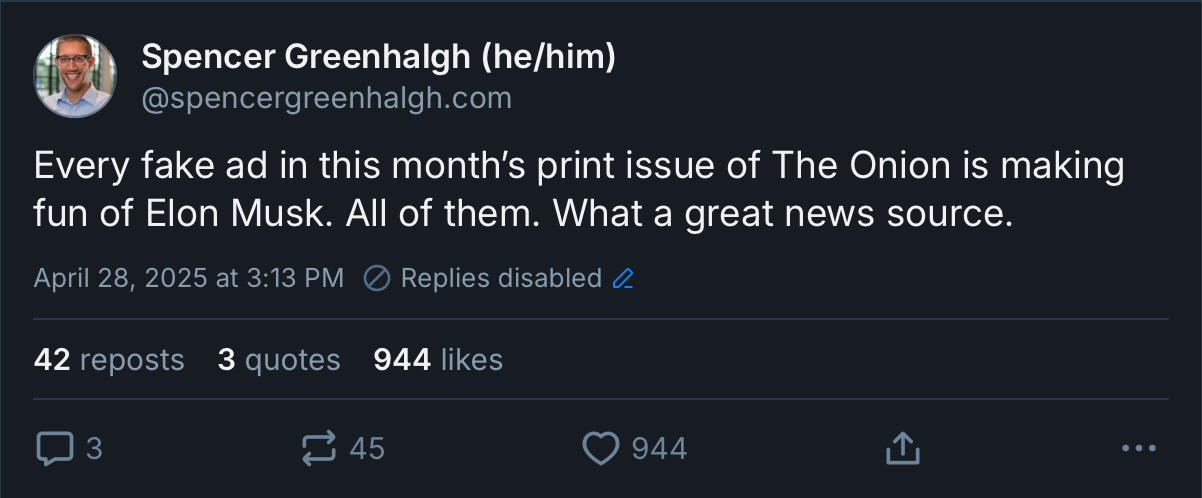 Spencer Greenhalgh (he/him)
@spencergreenhalgh.com
Every fake ad in this month’s print issue of The Onion is making
fun of Elon Musk. All of them. What a great news source.
April 28, 2025 at 3:13 PM Replies disabled
42 reposts 3 quotes 944 likes
3 45 944